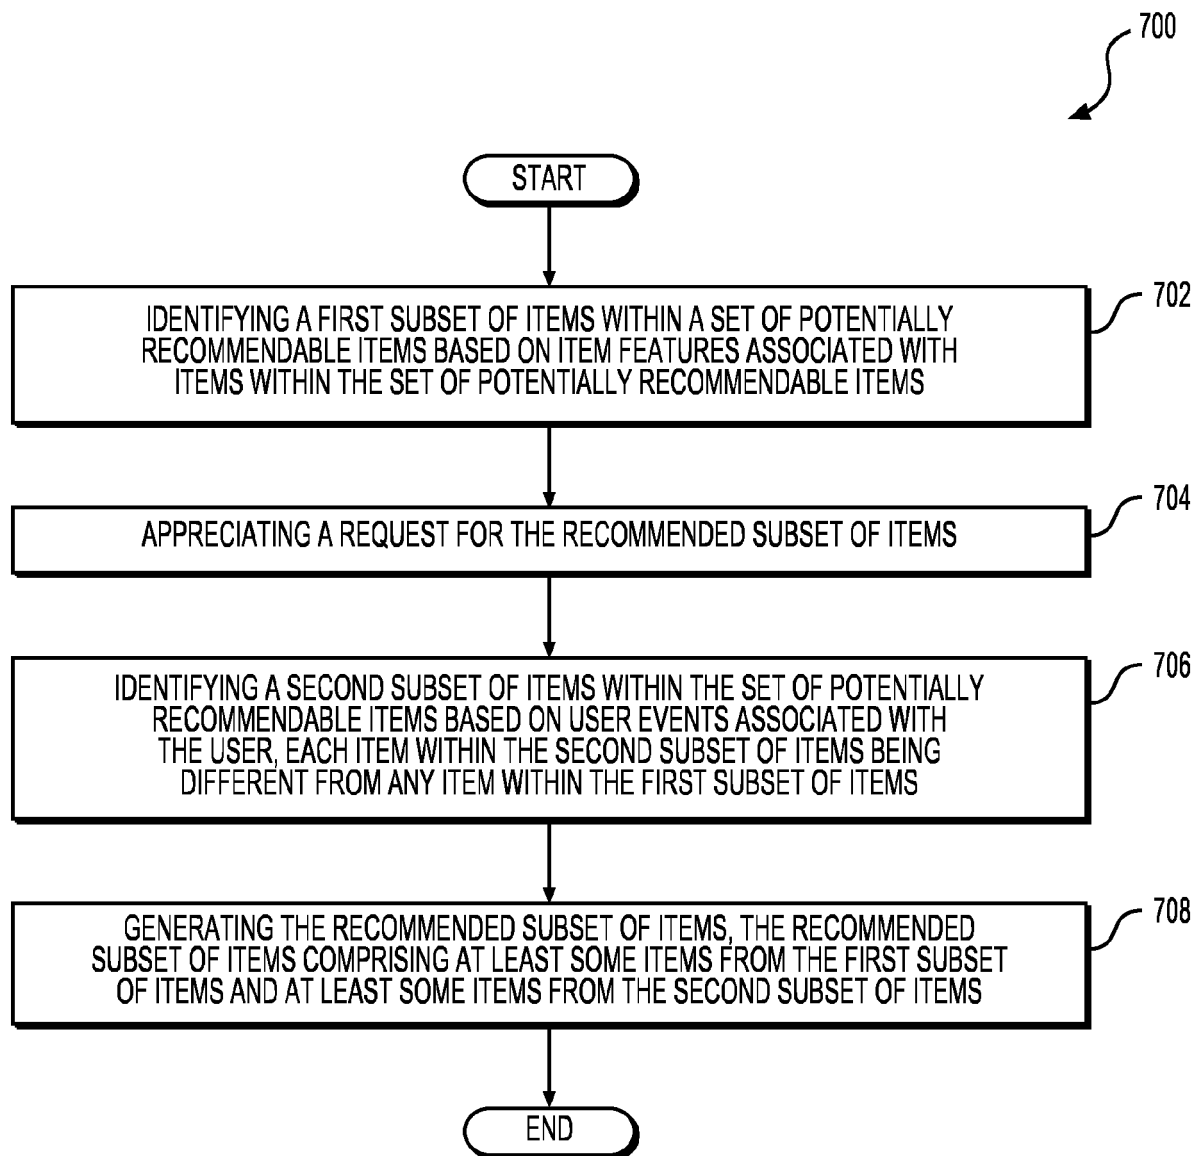 700
START
702
IDENTIFYING A FIRST SUBSET OF ITEMS WITHIN A SET OF POTENTIALLY
RECOMMENDABLE ITEMS BASED ON ITEM FEATURES ASSOCIATED WITH
ITEMS WITHIN THE SET OF POTENTIALLY RECOMMENDABLE ITEMS
704
APPRECIATING A REQUEST FOR THE RECOMMENDED SUBSET OF ITEMS
706
IDENTIFYING A SECOND SUBSET OF ITEMS WITHIN THE SET OF POTENTIALLY
RECOMMENDABLE ITEMS BASED ON USER EVENTS ASSOCIATED WITH
THE USER, EACH ITEM WITHIN THE SECOND SUBSET OF ITEMS BEING
DIFFERENT FROM ANY ITEM WITHIN THE FIRST SUBSET OF ITEMS
708
GENERATING THE RECOMMENDED SUBSET OF ITEMS, THE RECOMMENDED
SUBSET OF ITEMS COMPRISING AT LEAST SOME ITEMS FROM THE FIRST SUBSET
OF ITEMS AND AT LEAST SOME ITEMS FROM THE SECOND SUBSET OF ITEMS
END